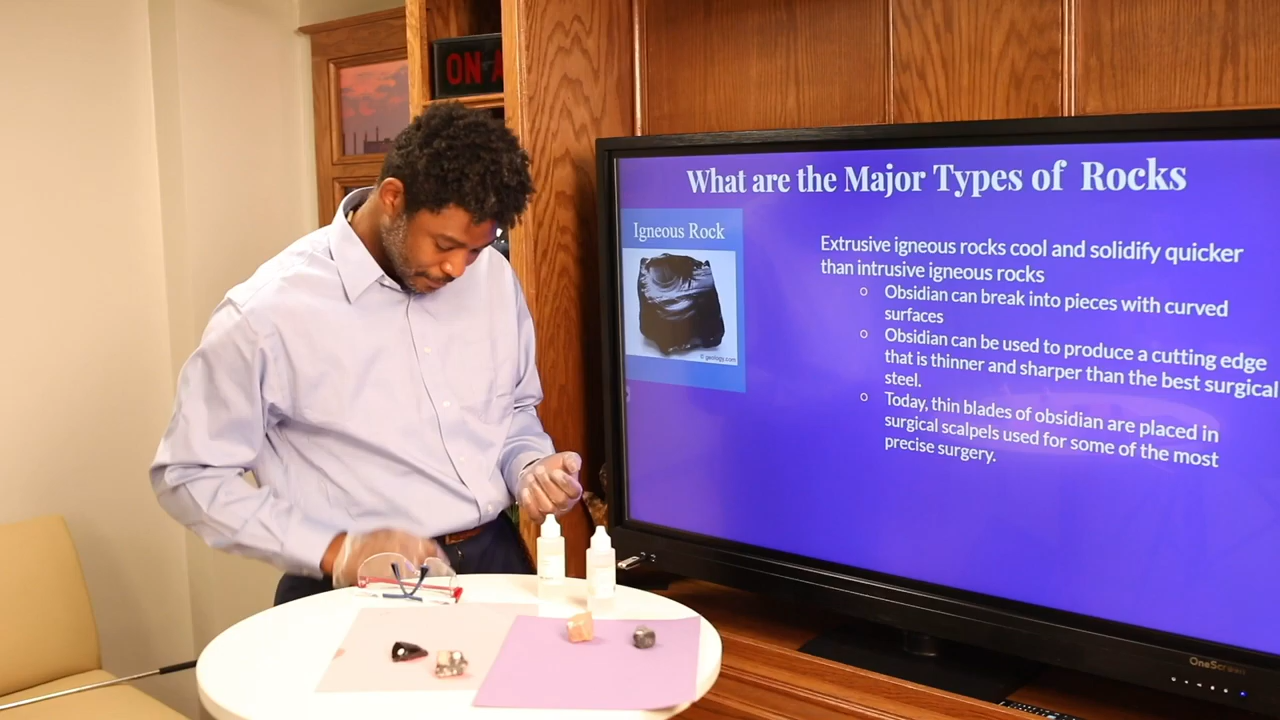 ON A
What are the Major Types of Rocks
Igneous Rock
© geology.com
Extrusive igneous rocks cool and solidify quicker
than intrusive igneous rocks
Obsidian can break into pieces with curved
surfaces
Obsidian can be used to produce a cutting edge
that is thinner and sharper than the best surgical
steel.
Today, thin blades of obsidian are placed in
surgical scalpels used for some of the most
precise surgery.
OneScreen